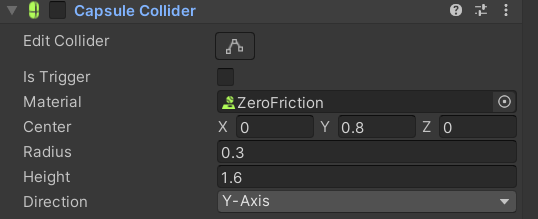 Capsule Collider
Edit Collider
Is Trigger
Material ZeroFriction
Center X 0 Y 0.8 Z 0
Radius 0.3
Height 1.6
Direction Y-Axis